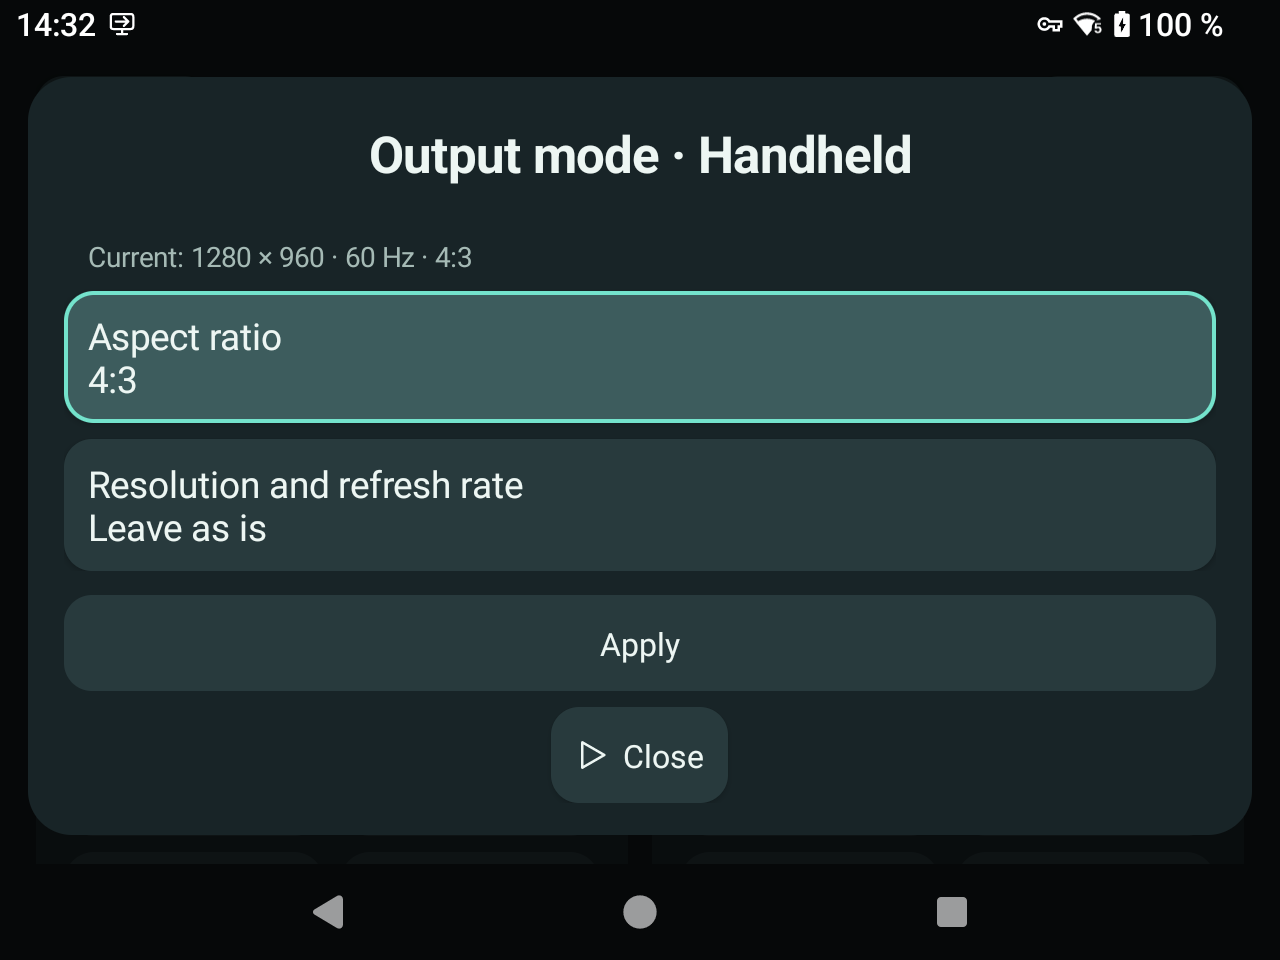 14:32
5
100 %
Output mode · Handheld
Current: 1280 × 960 · 60 Hz · 4:3
Aspect ratio
4:3
Resolution and refresh rate
Leave as is
Apply
Close